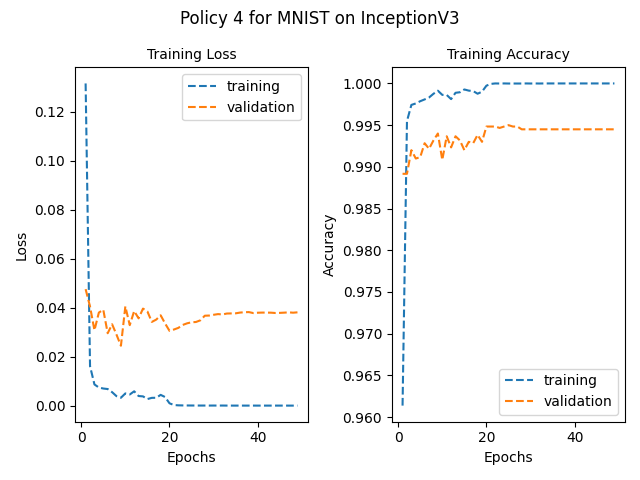 Policy 4 for MNIST on InceptionV3
Training Loss
training
validation
0.12
0.10
0.08
0.06
0.04
0.02
0.00
Loss
0
20
40
Epochs
Training Accuracy
1.000
0.995
0.990
0.985
0.980
0.975
0.970
0.965
0.960
Accuracy
training
validation
0
20
40
Epochs